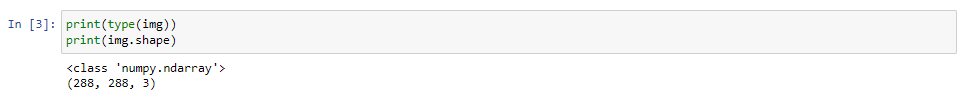 In [3]: print(type(img))
print(img.shape)
<class 'numpy.ndarray'>
(288, 288, 3)